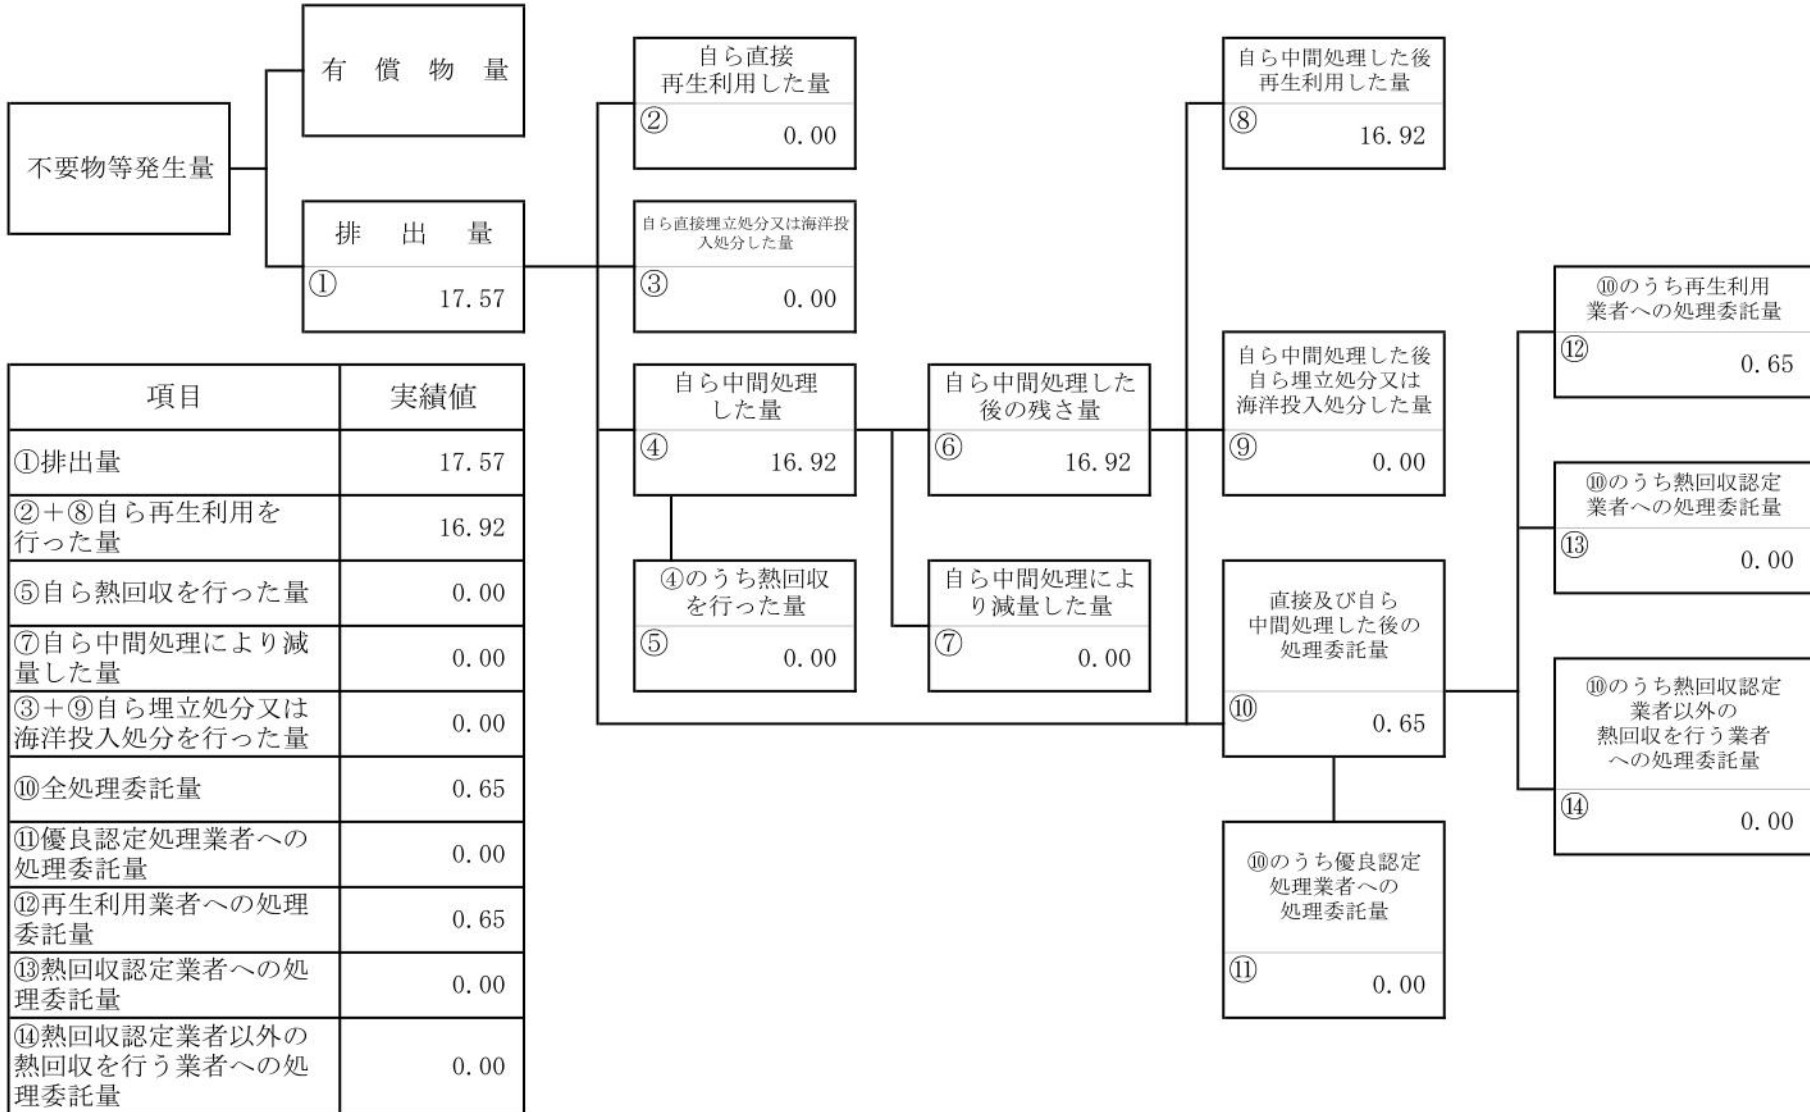 不要物等発生量
有償物量
排出量
①
17.57
自ら直接
再生利用した量
②
0.00
自ら直接埋立処分又は海洋投
入処分した量
③
0.00
自ら中間処理
した量
④
16.92
④のうち熱回収
を行った量
⑤
0.00
自ら中間処理した
後の残さ量
⑥
16.92
自ら中間処理によ
り減量した量
⑦
0.00
自ら中間処理した後
再生利用した量
⑧
16.92
自ら中間処理した後
自ら埋立処分又は
海洋投入処分した量
⑨
0.00
直接及び自ら
中間処理した後の
処理委託量
⑩
0.65
⑩のうち優良認定
処理業者への
処理委託量
⑪
0.00
⑩のうち再生利用
業者への処理委託量
⑫
0.65
⑩のうち熱回収認定
業者への処理委託量
⑬
0.00
⑩のうち熱回収認定
業者以外の
熱回収を行う業者
への処理委託量
⑭
0.00
項目 実績値
①排出量 17.57
②+⑧自ら再生利用を
行った量 16.92
⑤自ら熱回収を行った量 0.00
⑦自ら中間処理により減
量した量 0.00
③+⑨自ら埋立処分又は
海洋投入処分を行った量 0.00
⑩全処理委託量 0.65
⑪優良認定処理業者への
処理委託量 0.00
⑫再生利用業者への処理
委託量 0.65
⑬熱回収認定業者への処
理委託量 0.00
⑭熱回収認定業者以外の
熱回収を行う業者への処
理委託量 0.00